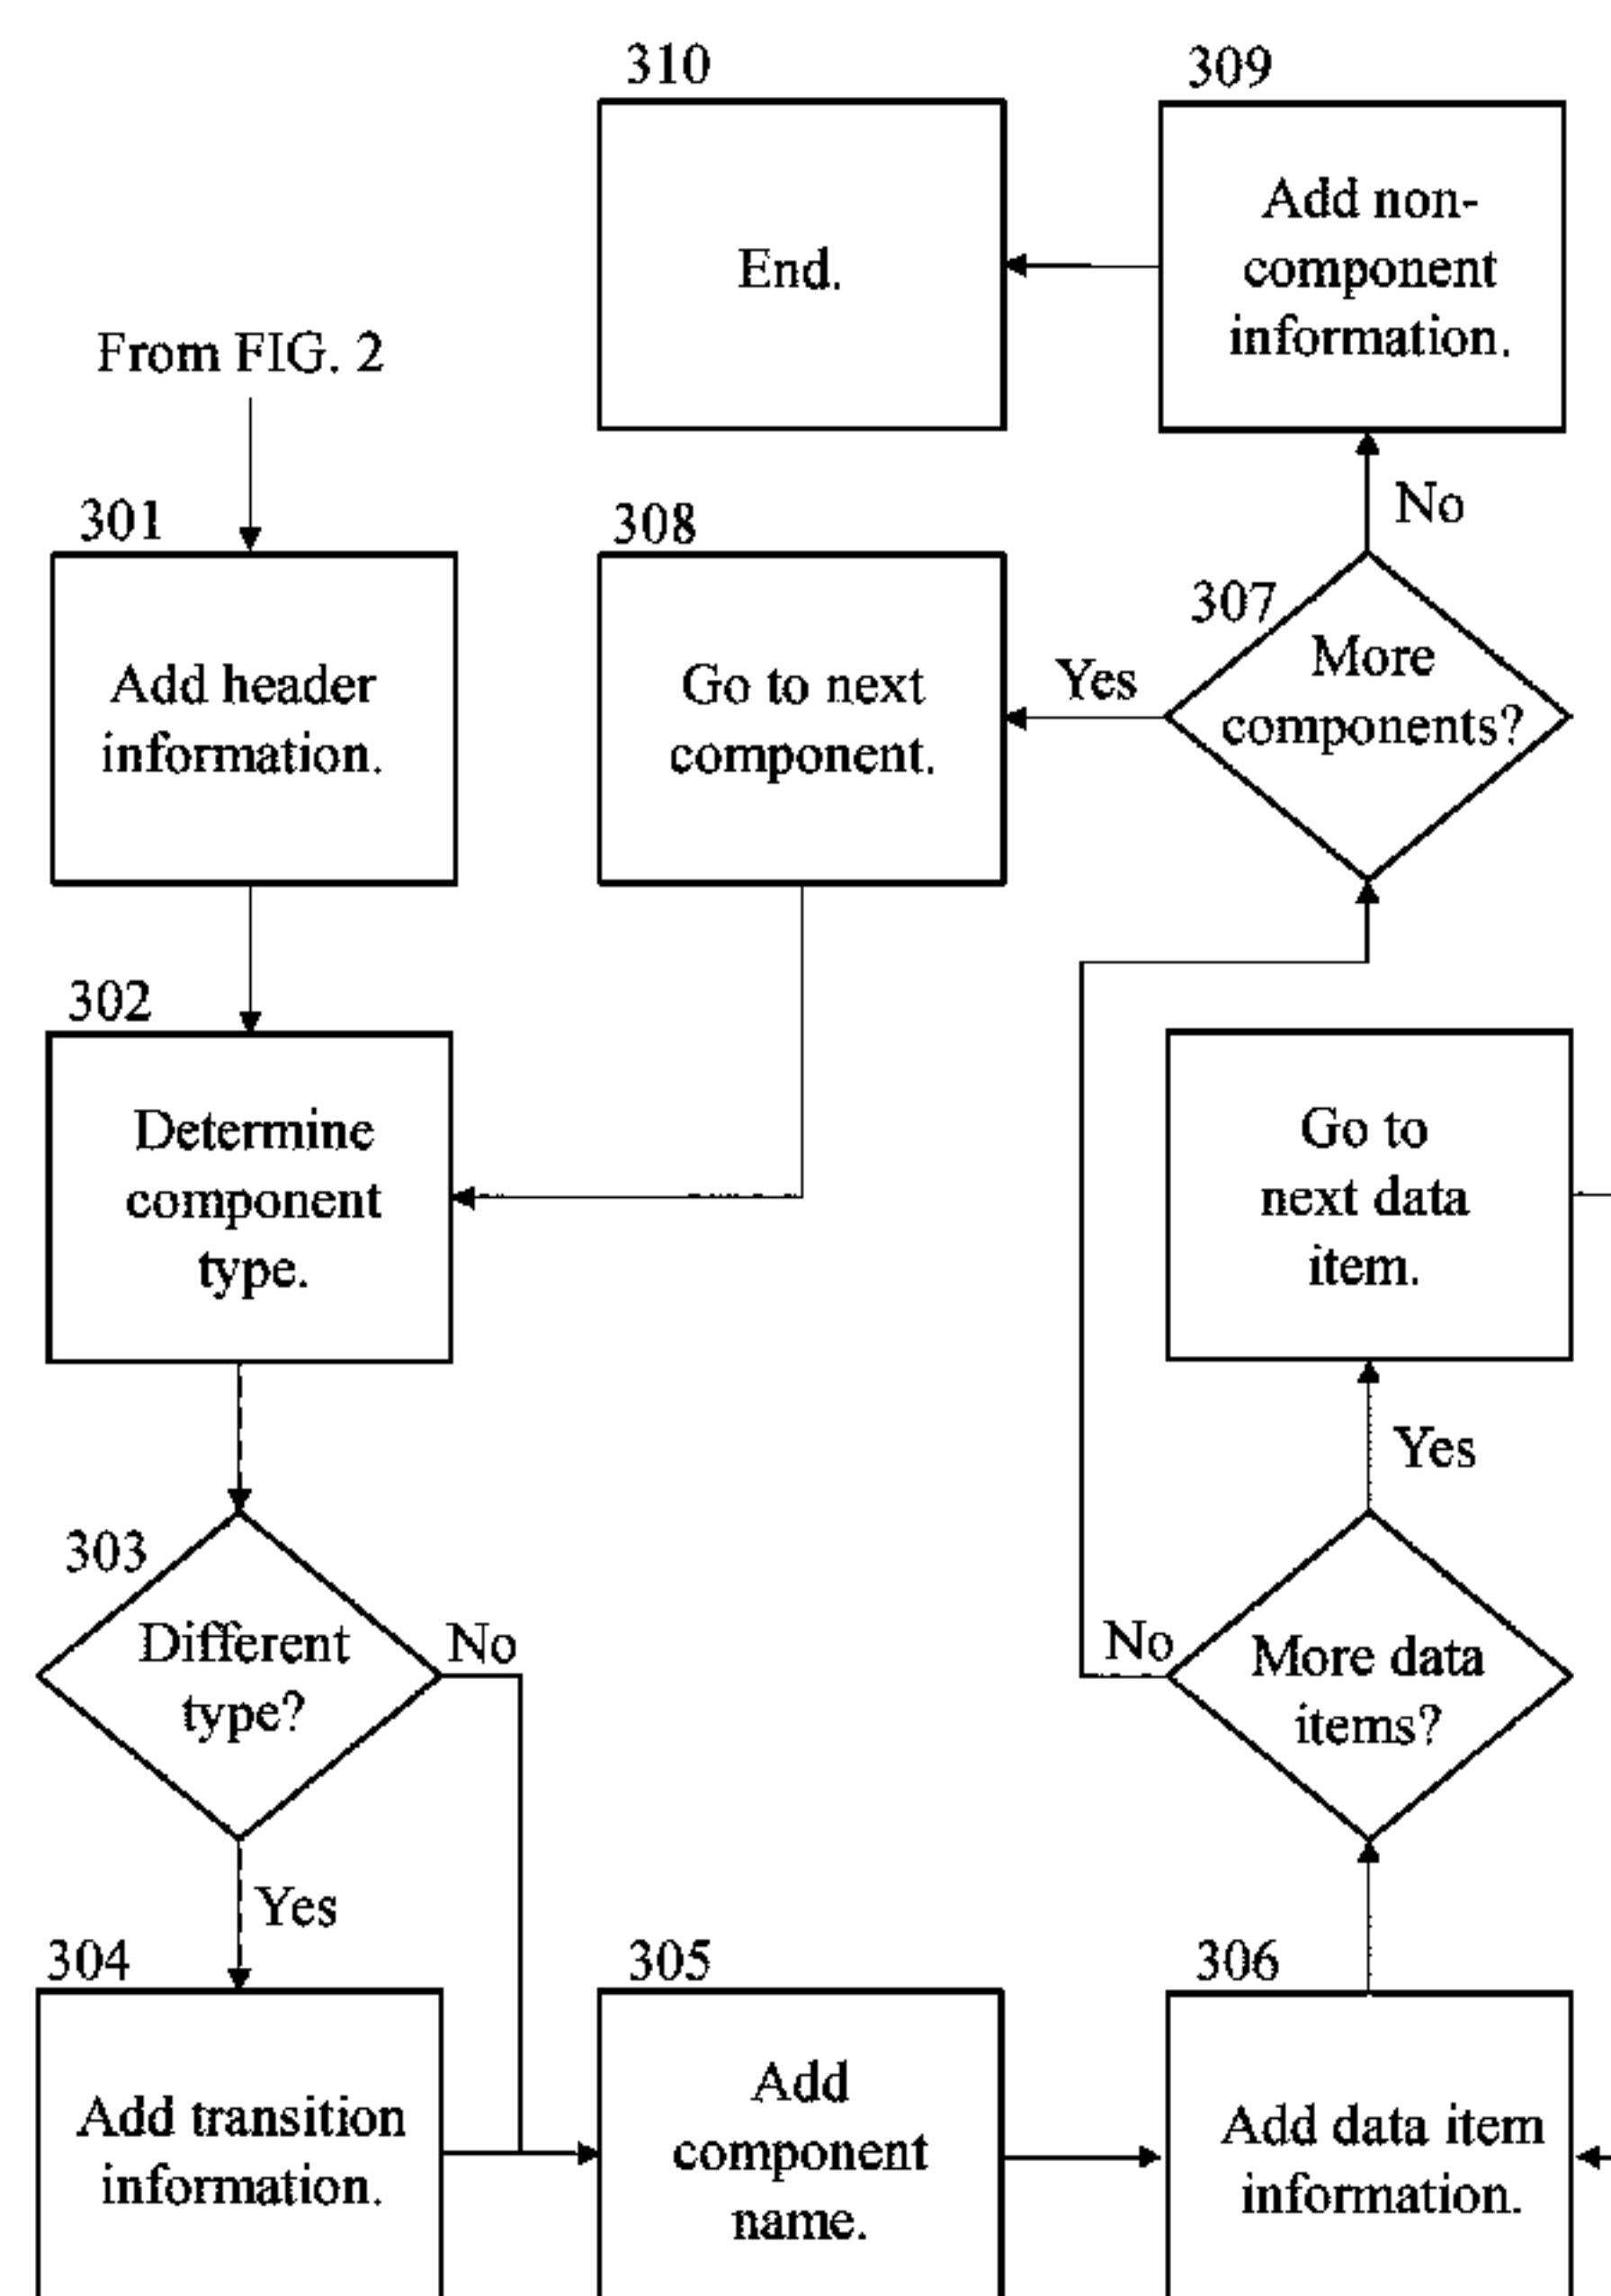 310
End.
309
Add non-
component
information.
From FIG. 2
301
Add header
information.
308
Go to next
component.
No
307
More
components?
Yes
302
Determine
component
type.
Go to
next data
item.
Yes
303
Different
type?
No
No
More data
items?
Yes
304
Add transition
information.
305
Add
component
name.
306
Add data item
information.